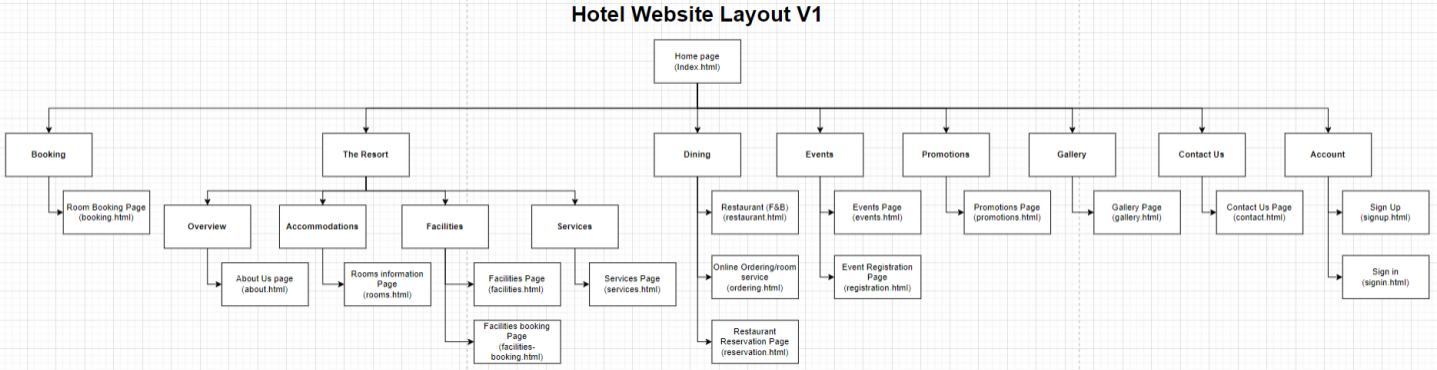 Hotel Website Layout V1
Home page
(Index.html)
Booking
The Resort
Dining
Events
Promotions
Gallery
Contact Us
Account
Room Booking Page
(booking.html)
Overview
Accommodations
Facilities
Services
Restaurant (F&B)
(restaurant.html)
Events Page
(events.html)
Promotions Page
(promotions.html)
Gallery Page
(gallery.html)
Contact Us Page
(contact.html)
Sign Up
(signup.html)
About Us page
(about.html)
Rooms information
Page
(rooms.html)
Facilities Page
(facilities.html)
Services Page
(services.html)
Online Ordering/room
service
(ordering.html)
Event Registration
Page
(registration.html)
Sign in
(signin.html)
Facilities booking
Page
(facilities-
booking.html)
Restaurant
Reservation Page
(reservation.html)